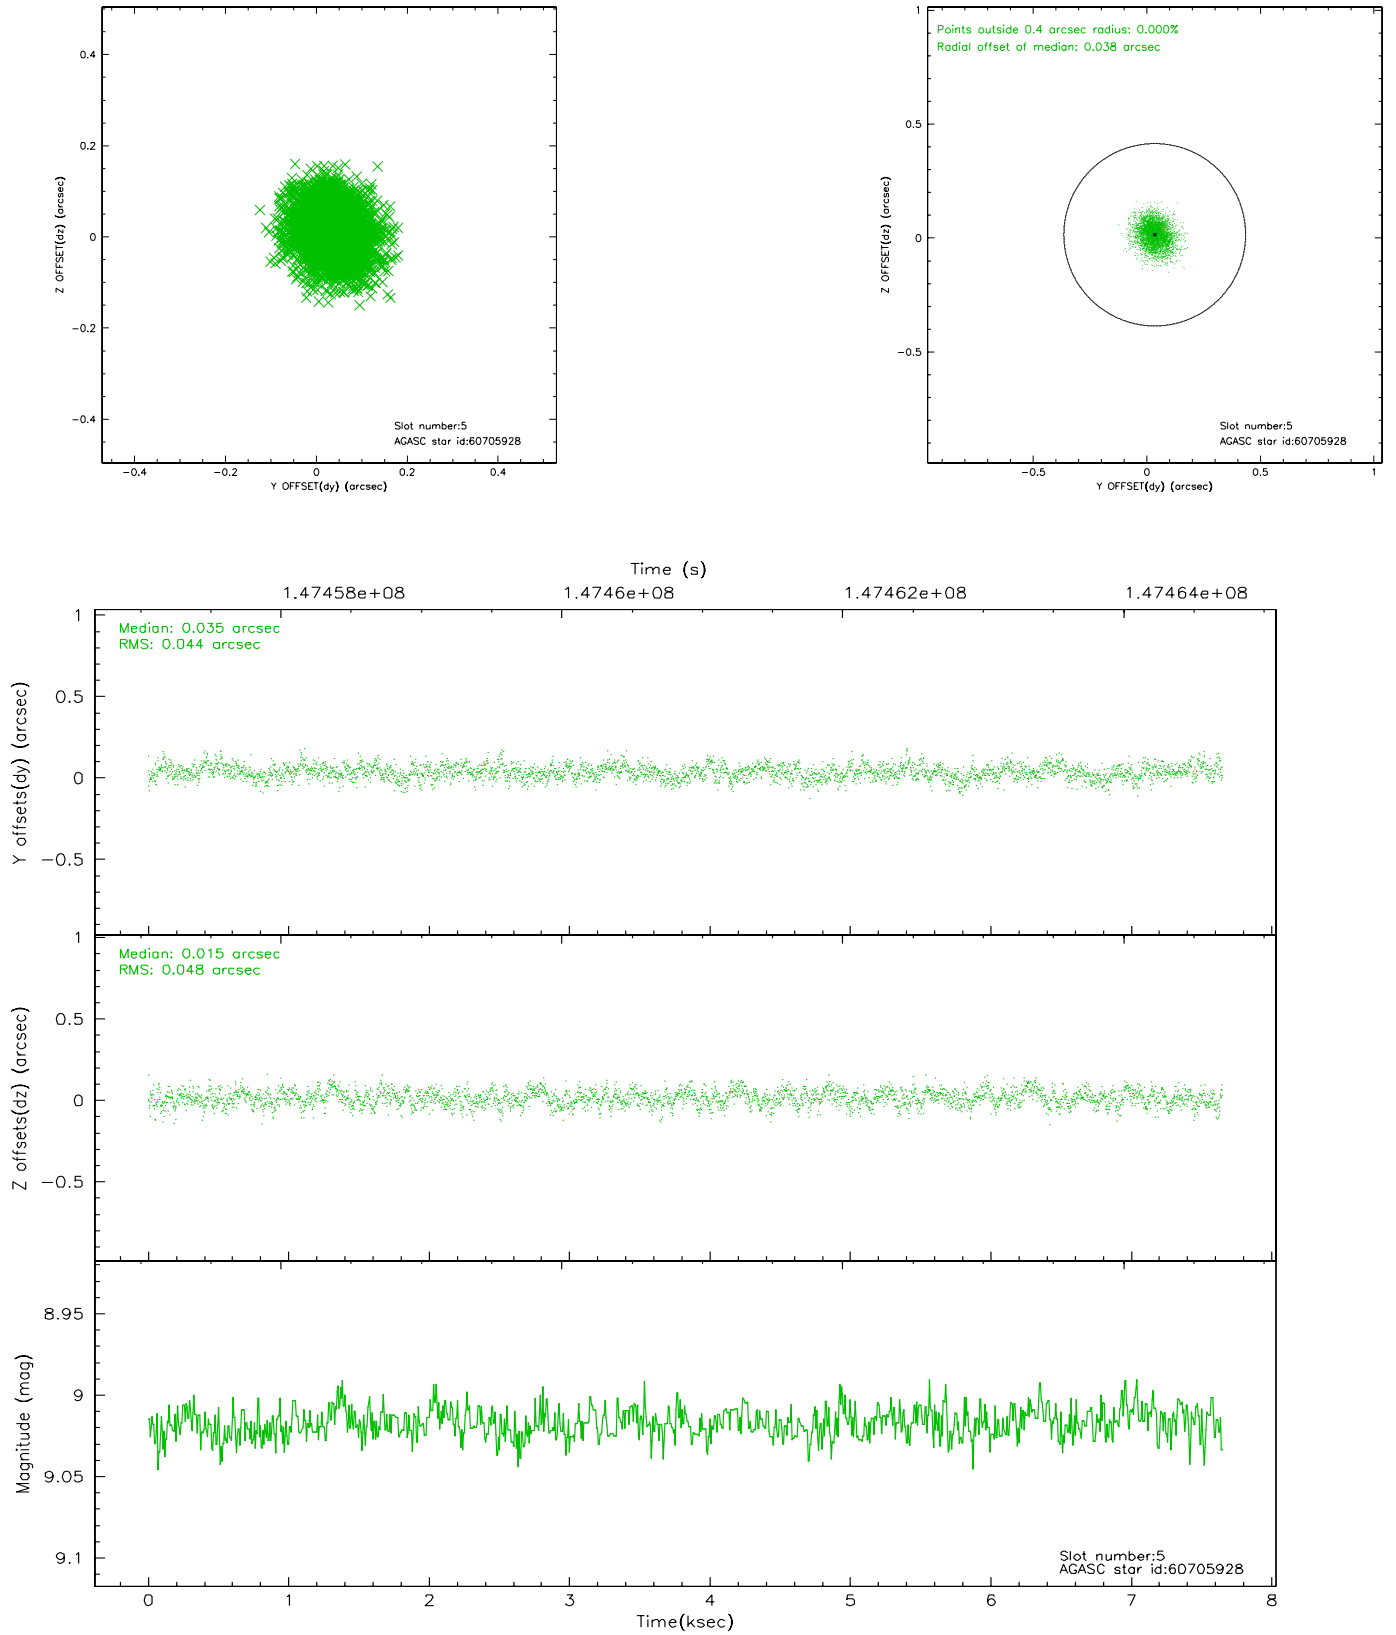 0.4
0.2
0
−0.2
−0.4
Z OFFSET(dz) (arcsec)
Slot number:5
AGASC star id:60705928
−0.4 −0.2 0 0.2 0.4
Y OFFSET(dy) (arcsec)
Points outside 0.4 arcsec radius: 0.000%
Radial offset of median: 0.038 arcsec
1
0.5
0
−0.5
Z OFFSET(dz) (arcsec)
Slot number:5
AGASC star id:60705928
−0.5 0 0.5 1
Y OFFSET(dy) (arcsec)
Time (s)
1.47458e+08 1.4746e+08 1.47462e+08 1.47464e+08
Median: 0.035 arcsec
RMS: 0.044 arcsec
1
0.5
0
−0.5
Y offsets(dy) (arcsec)
Median: 0.015 arcsec
RMS: 0.048 arcsec
1
0.5
0
−0.5
Z offsets(dz) (arcsec)
8.95
9
9.05
9.1
Magnitude (mag)
Slot number:5
AGASC star id:60705928
0 1 2 3 4 5 6 7 8
Time(ksec)